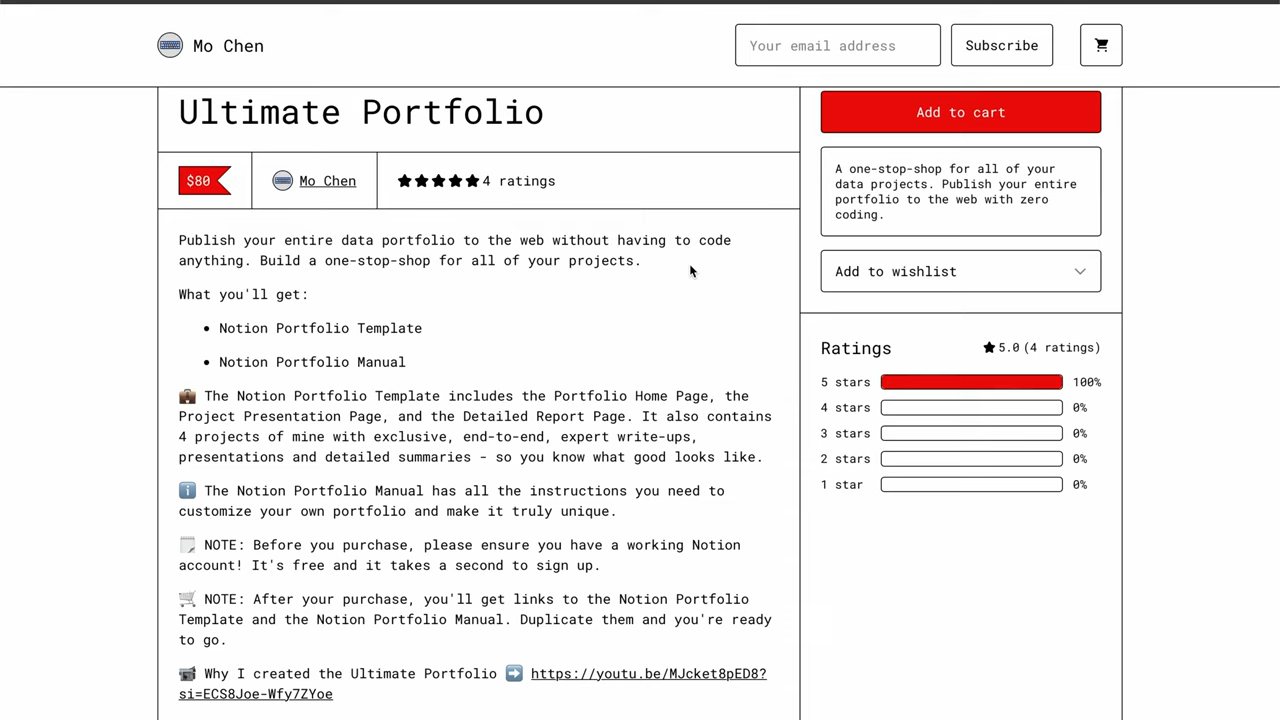 Mo Chen
Your email address
Subscribe
Ultimate Portfolio
$80
Mo Chen
4 ratings
Publish your entire data portfolio to the web without having to code
anything. Build a one-stop-shop for all of your projects.
What you'll get:
• Notion Portfolio Template
• Notion Portfolio Manual
The Notion Portfolio Template includes the Portfolio Home Page, the
Project Presentation Page, and the Detailed Report Page. It also contains
4 projects of mine with exclusive, end-to-end, expert write-ups,
presentations and detailed summaries - so you know what good looks like.
The Notion Portfolio Manual has all the instructions you need to
customize your own portfolio and make it truly unique.
NOTE: Before you purchase, please ensure you have a working Notion
account! It's free and it takes a second to sign up.
NOTE: After your purchase, you'll get links to the Notion Portfolio
Template and the Notion Portfolio Manual. Duplicate them and you're ready
to go.
Why I created the Ultimate Portfolio ➡️ https://youtu.be/MJcket8pED8?
si=ECS8Joe-Wfy7ZYoe
Add to cart
A one-stop-shop for all of your
data projects. Publish your entire
portfolio to the web with zero
coding.
Add to wishlist
Ratings
5.0 (4 ratings)
5 stars 100%
4 stars 0%
3 stars 0%
2 stars 0%
1 star 0%